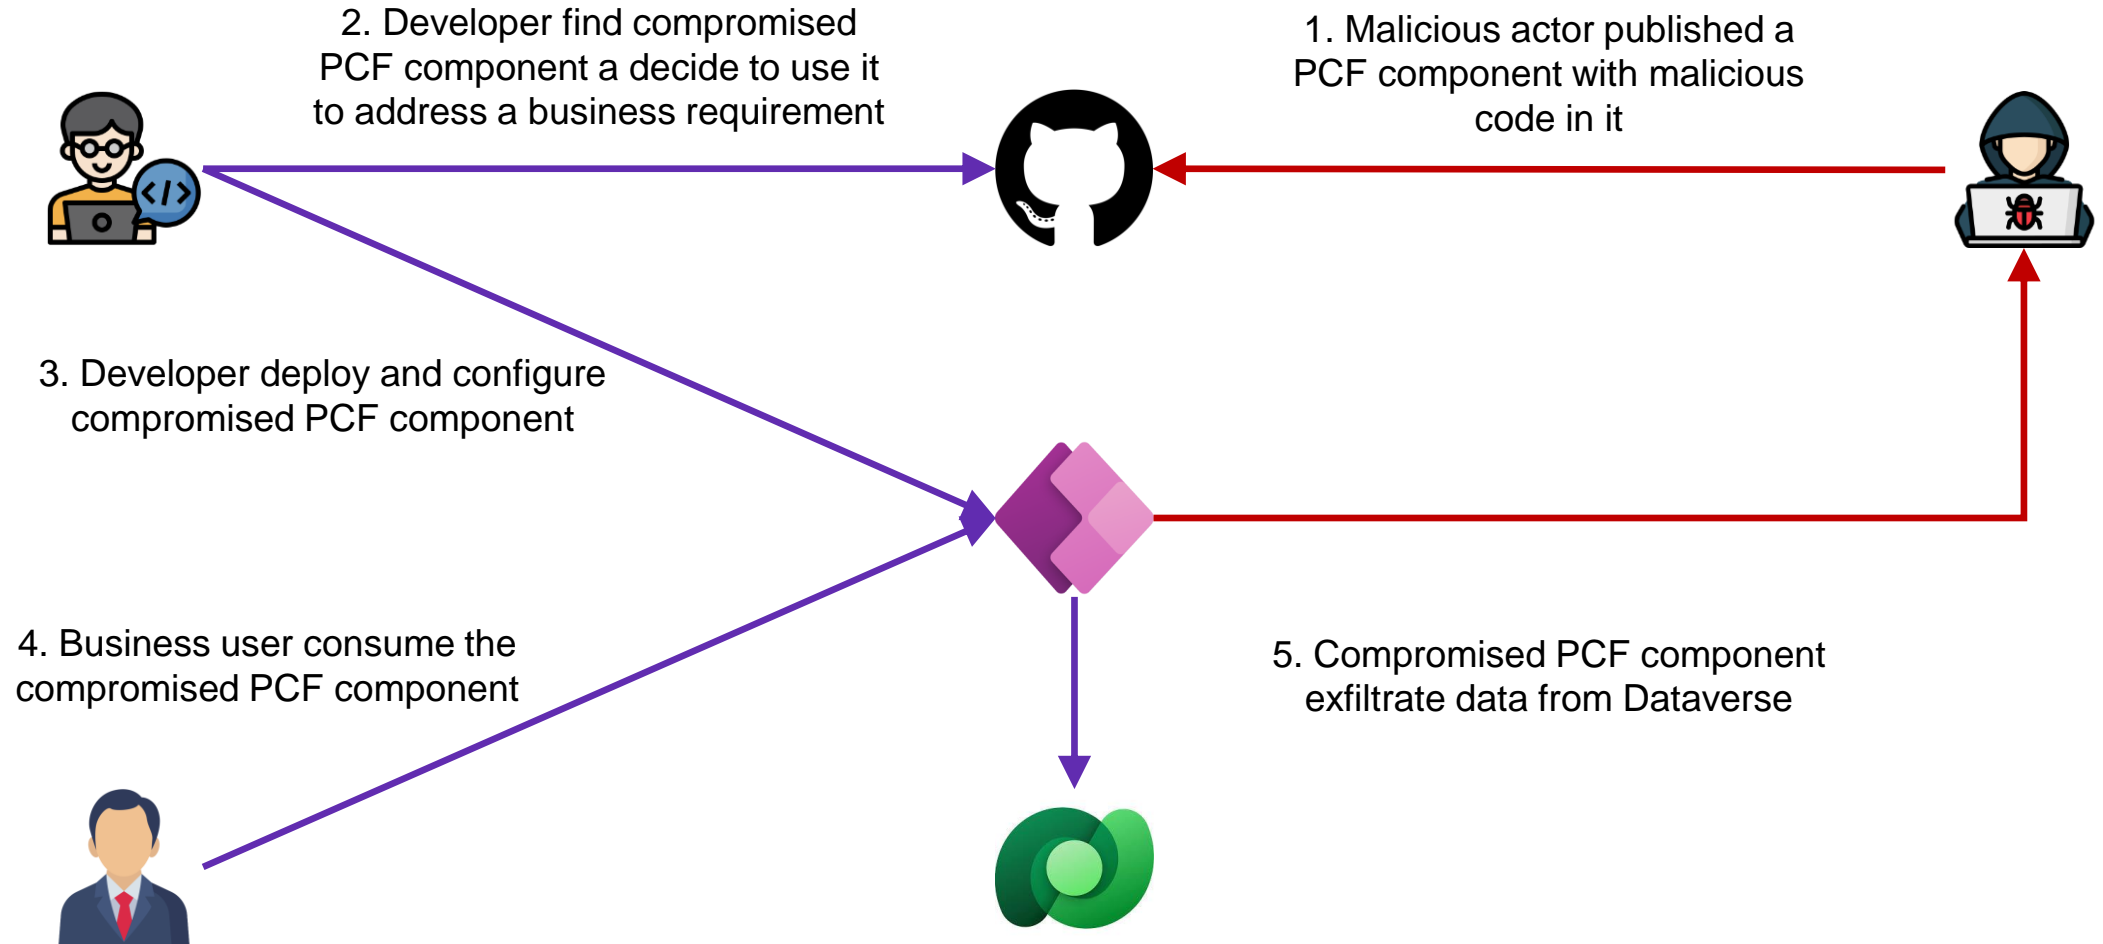 2. Developer find compromised
PCF component a decide to use it
to address a business requirement
1. Malicious actor published a
PCF component with malicious
code in it
</>
3. Developer deploy and configure
compromised PCF component
4. Business user consume the
compromised PCF component
5. Compromised PCF component
exfiltrate data from Dataverse